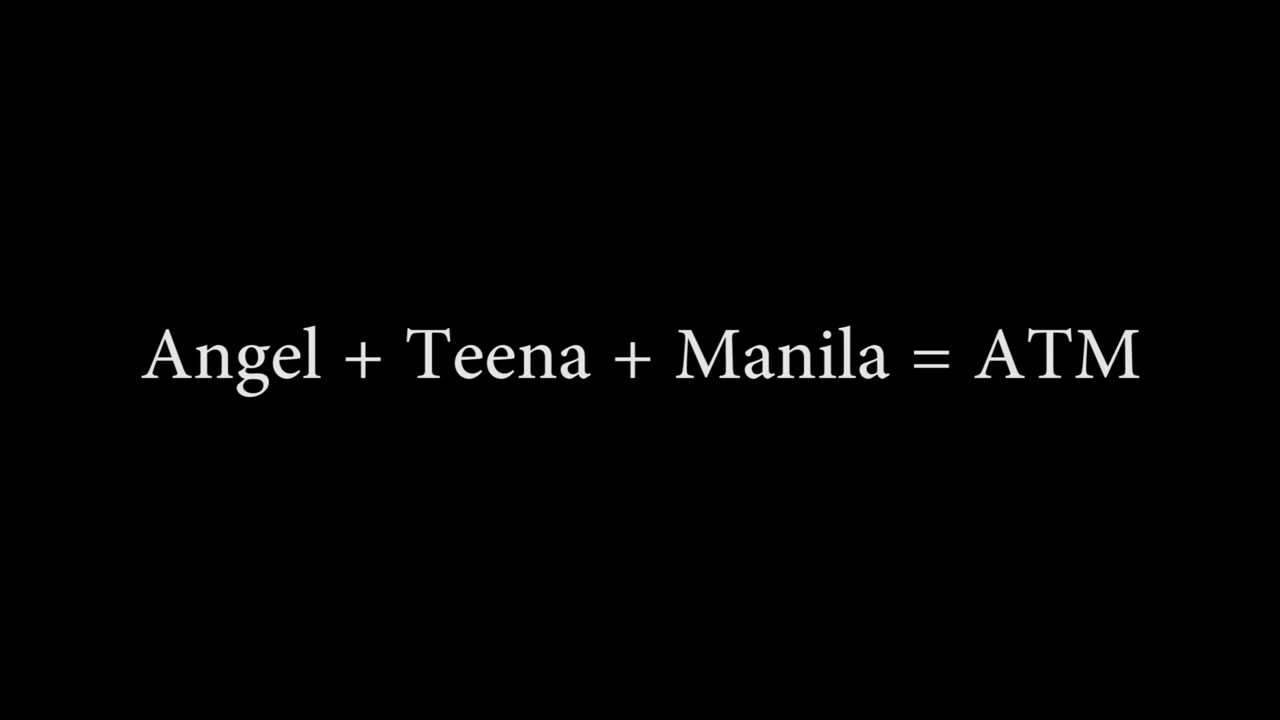 Angel + Teena + Manila = ATM